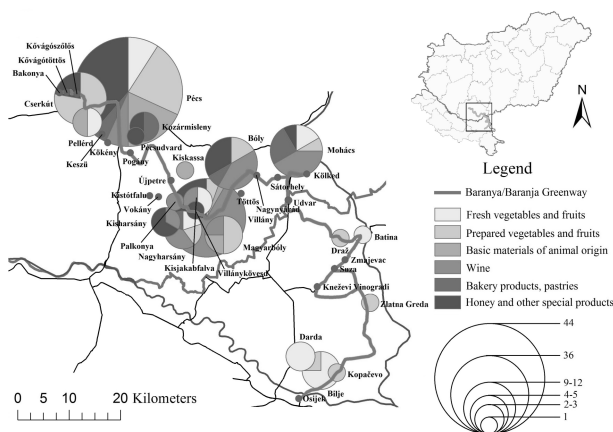 Kővágószőlős
Kővágótöttös
Bakonya
Cserkút
Pécs
Kozármisleny
Pellérd
Kökény
Keszü
Pogány
Pécsudvard
Kiskassa
Bóly
Mohács
Újpetre
Kistótfalu
Vokány
Kisharsány
Töttös
Nagynyárád
Sátorhely
Kölked
Udvar
Villány
Palkonya
Nagyharsány
Magyarbóly
Kisjakabfalva
Villánykövesd
Draž
Batina
Zmajevac
Suza
Kneževi Vinogradi
Zlatna Greda
Darda
Kopačevo
Bilje
Osijek
0 5 10 20 Kilometers
N
Legend
Baranya/Baranja Greenway
Fresh vegetables and fruits
Prepared vegetables and fruits
Basic materials of animal origin
Wine
Bakery products, pastries
Honey and other special products
44
36
9-12
4-5
2-3
1